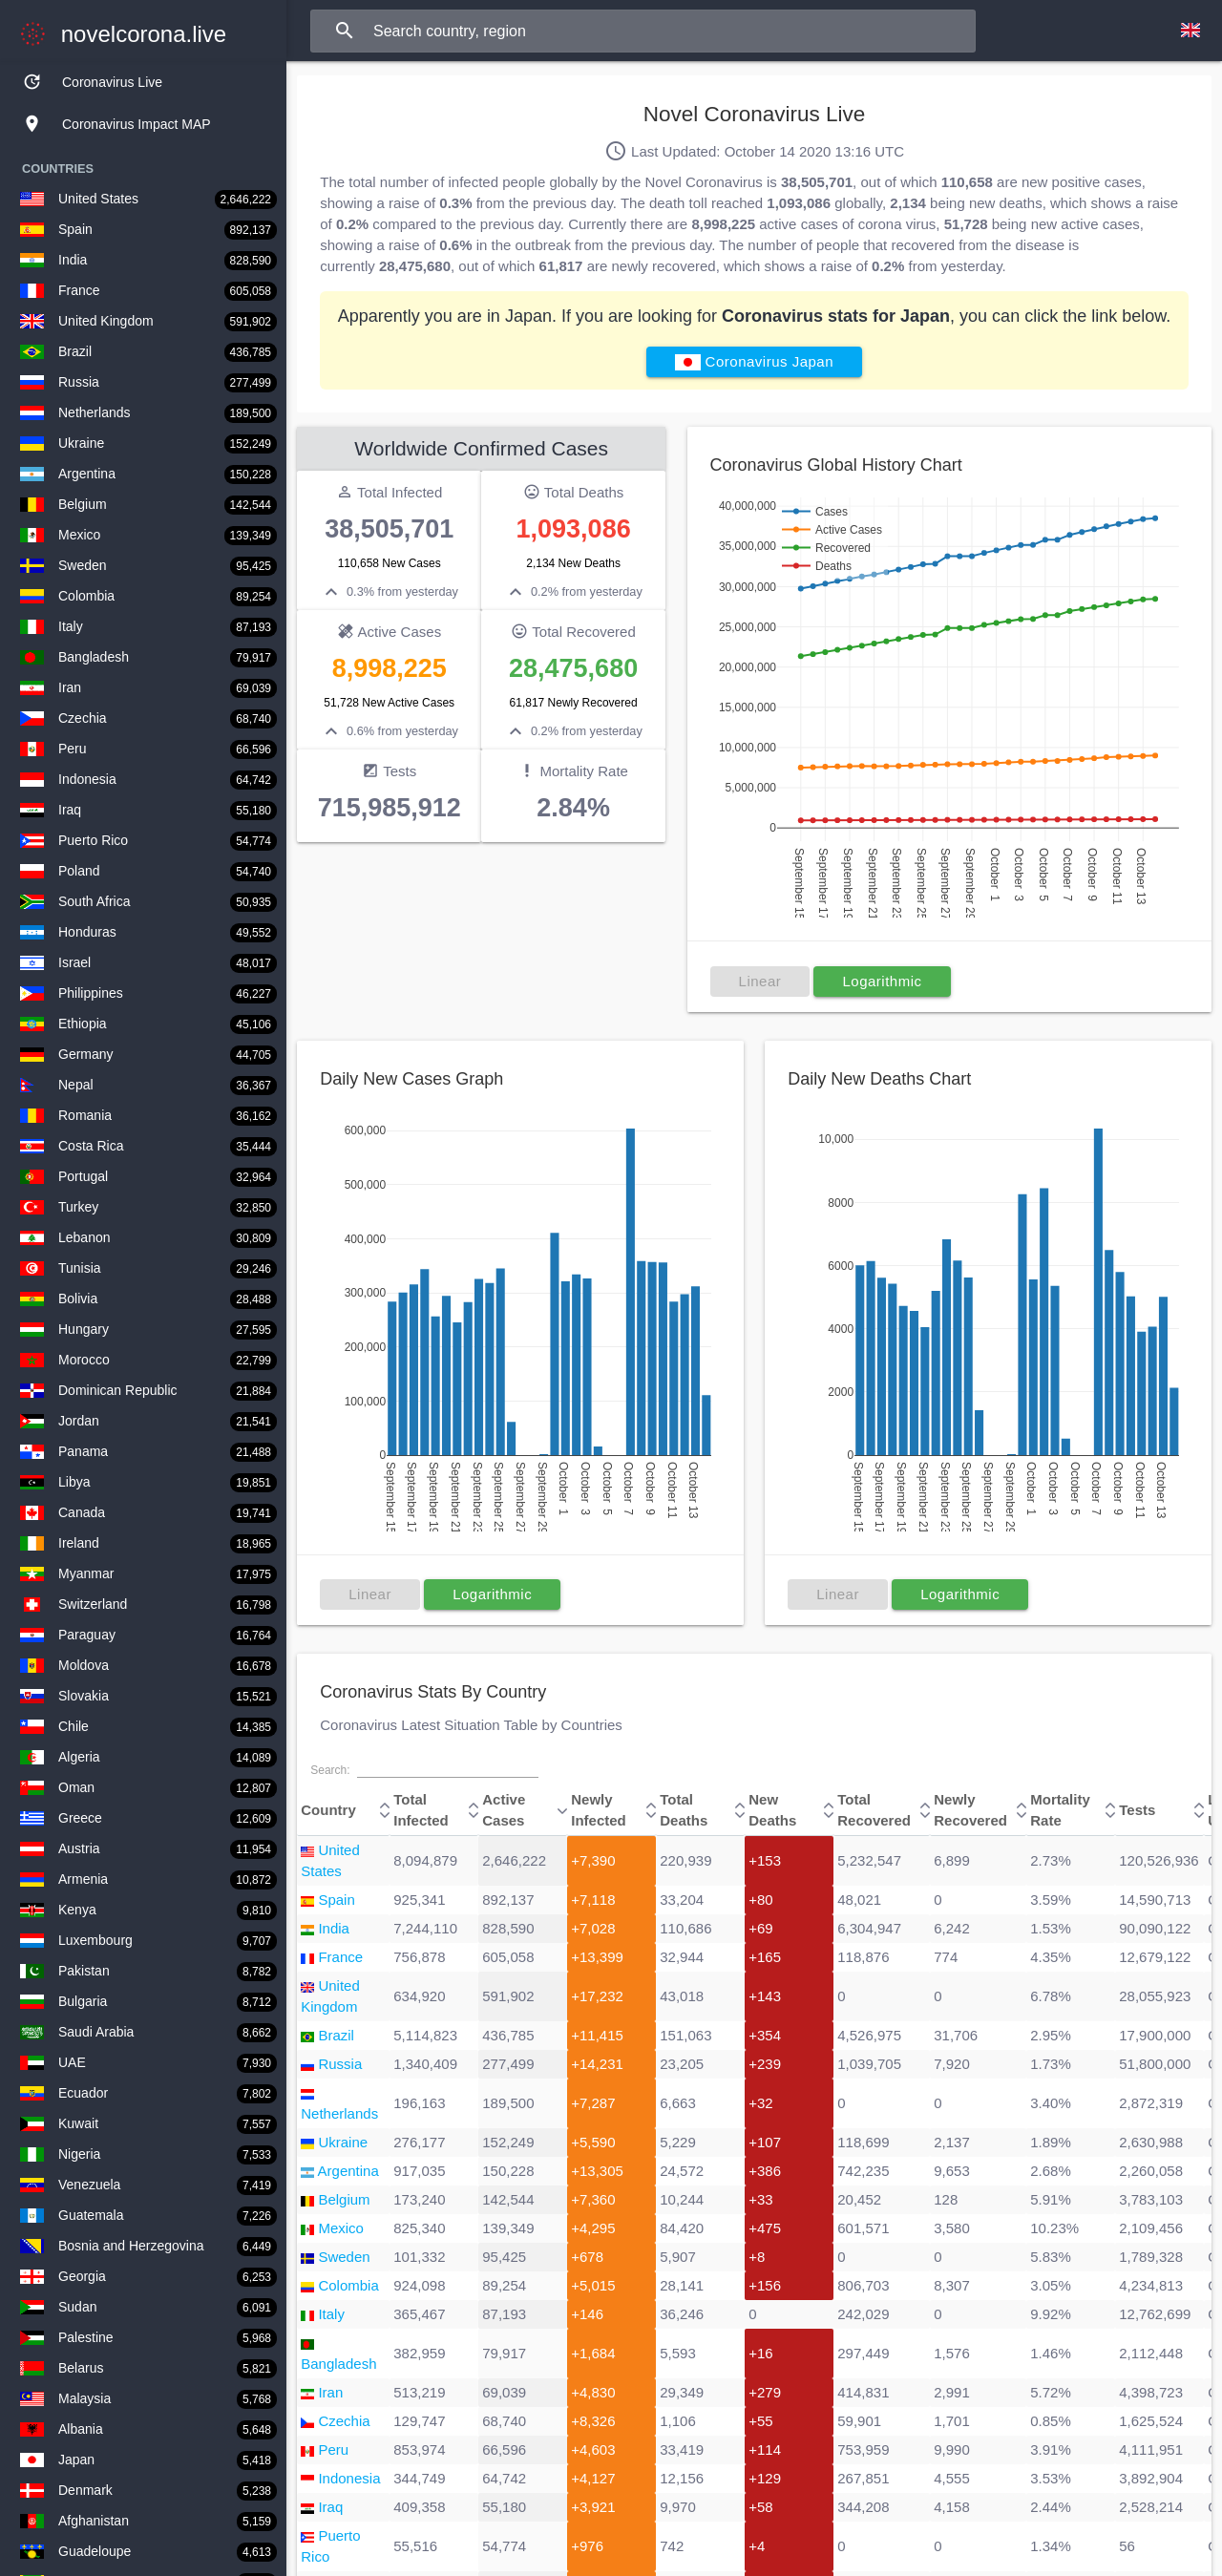 novelcorona.live
Search country, region
Coronavirus Live
Coronavirus Impact MAP
COUNTRIES
United States 2,646,222
Spain 892,137
India 828,590
France 605,058
United Kingdom 591,902
Brazil 436,785
Russia 277,499
Netherlands 189,500
Ukraine 152,249
Argentina 150,228
Belgium 142,544
Mexico 139,349
Sweden 95,425
Colombia 89,254
Italy 87,193
Bangladesh 79,917
Iran 69,039
Czechia 68,740
Peru 66,596
Indonesia 64,742
Iraq 55,180
Puerto Rico 54,774
Poland 54,740
South Africa 50,935
Honduras 49,552
Israel 48,017
Philippines 46,227
Ethiopia 45,106
Germany 44,705
Nepal 36,367
Romania 36,162
Costa Rica 35,444
Portugal 32,964
Turkey 32,850
Lebanon 30,809
Tunisia 29,246
Bolivia 28,488
Hungary 27,595
Morocco 22,799
Dominican Republic 21,884
Jordan 21,541
Panama 21,488
Libya 19,851
Canada 19,741
Ireland 18,965
Myanmar 17,975
Switzerland 16,798
Paraguay 16,764
Moldova 16,678
Slovakia 15,521
Chile 14,385
Algeria 14,089
Oman 12,807
Greece 12,609
Austria 11,954
Armenia 10,872
Kenya 9,810
Luxembourg 9,707
Pakistan 8,782
Bulgaria 8,712
Saudi Arabia 8,662
UAE 7,930
Ecuador 7,802
Kuwait 7,557
Nigeria 7,533
Venezuela 7,419
Guatemala 7,226
Bosnia and Herzegovina 6,449
Georgia 6,253
Sudan 6,091
Palestine 5,968
Belarus 5,821
Malaysia 5,768
Albania 5,648
Japan 5,418
Denmark 5,238
Afghanistan 5,159
Guadeloupe 4,613
Novel Coronavirus Live
Last Updated: October 14 2020 13:16 UTC
The total number of infected people globally by the Novel Coronavirus is 38,505,701, out of which 110,658 are new positive cases,
showing a raise of 0.3% from the previous day. The death toll reached 1,093,086 globally, 2,134 being new deaths, which shows a raise
of 0.2% compared to the previous day. Currently there are 8,998,225 active cases of corona virus, 51,728 being new active cases,
showing a raise of 0.6% in the outbreak from the previous day. The number of people that recovered from the disease is
currently 28,475,680, out of which 61,817 are newly recovered, which shows a raise of 0.2% from yesterday.
Apparently you are in Japan. If you are looking for Coronavirus stats for Japan, you can click the link below.
Coronavirus Japan
Worldwide Confirmed Cases
Total Infected
38,505,701
110,658 New Cases
0.3% from yesterday
Total Deaths
1,093,086
2,134 New Deaths
0.2% from yesterday
Active Cases
8,998,225
51,728 New Active Cases
0.6% from yesterday
Total Recovered
28,475,680
61,817 Newly Recovered
0.2% from yesterday
Tests
715,985,912
Mortality Rate
2.84%
Coronavirus Global History Chart
40,000,000
35,000,000
30,000,000
25,000,000
20,000,000
15,000,000
10,000,000
5,000,000
0
Cases
Active Cases
Recovered
Deaths
September 15
September 17
September 19
September 21
September 23
September 25
September 27
September 29
October 1
October 3
October 5
October 7
October 9
October 11
October 13
Linear Logarithmic
Daily New Cases Graph
600,000
500,000
400,000
300,000
200,000
100,000
0
September 15
September 17
September 19
September 21
September 23
September 25
September 27
September 29
October 1
October 3
October 5
October 7
October 9
October 11
October 13
Linear Logarithmic
Daily New Deaths Chart
10,000
8000
6000
4000
2000
0
September 15
September 17
September 19
September 21
September 23
September 25
September 27
September 29
October 1
October 3
October 5
October 7
October 9
October 11
October 13
Linear Logarithmic
Coronavirus Stats By Country
Coronavirus Latest Situation Table by Countries
Search:
Country Total Infected Active Cases Newly Infected Total Deaths New Deaths Total Recovered Newly Recovered Mortality Rate Tests
United States 8,094,879 2,646,222 +7,390 220,939 +153 5,232,547 6,899 2.73% 120,526,936
Spain 925,341 892,137 +7,118 33,204 +80 48,021 0 3.59% 14,590,713
India 7,244,110 828,590 +7,028 110,686 +69 6,304,947 6,242 1.53% 90,090,122
France 756,878 605,058 +13,399 32,944 +165 118,876 774 4.35% 12,679,122
United Kingdom 634,920 591,902 +17,232 43,018 +143 0 0 6.78% 28,055,923
Brazil 5,114,823 436,785 +11,415 151,063 +354 4,526,975 31,706 2.95% 17,900,000
Russia 1,340,409 277,499 +14,231 23,205 +239 1,039,705 7,920 1.73% 51,800,000
Netherlands 196,163 189,500 +7,287 6,663 +32 0 0 3.40% 2,872,319
Ukraine 276,177 152,249 +5,590 5,229 +107 118,699 2,137 1.89% 2,630,988
Argentina 917,035 150,228 +13,305 24,572 +386 742,235 9,653 2.68% 2,260,058
Belgium 173,240 142,544 +7,360 10,244 +33 20,452 128 5.91% 3,783,103
Mexico 825,340 139,349 +4,295 84,420 +475 601,571 3,580 10.23% 2,109,456
Sweden 101,332 95,425 +678 5,907 +8 0 0 5.83% 1,789,328
Colombia 924,098 89,254 +5,015 28,141 +156 806,703 8,307 3.05% 4,234,813
Italy 365,467 87,193 +146 36,246 0 242,029 0 9.92% 12,762,699
Bangladesh 382,959 79,917 +1,684 5,593 +16 297,449 1,576 1.46% 2,112,448
Iran 513,219 69,039 +4,830 29,349 +279 414,831 2,991 5.72% 4,398,723
Czechia 129,747 68,740 +8,326 1,106 +55 59,901 1,701 0.85% 1,625,524
Peru 853,974 66,596 +4,603 33,419 +114 753,959 9,990 3.91% 4,111,951
Indonesia 344,749 64,742 +4,127 12,156 +129 267,851 4,555 3.53% 3,892,904
Iraq 409,358 55,180 +3,921 9,970 +58 344,208 4,158 2.44% 2,528,214
Puerto Rico 55,516 54,774 +976 742 +4 0 0 1.34% 56